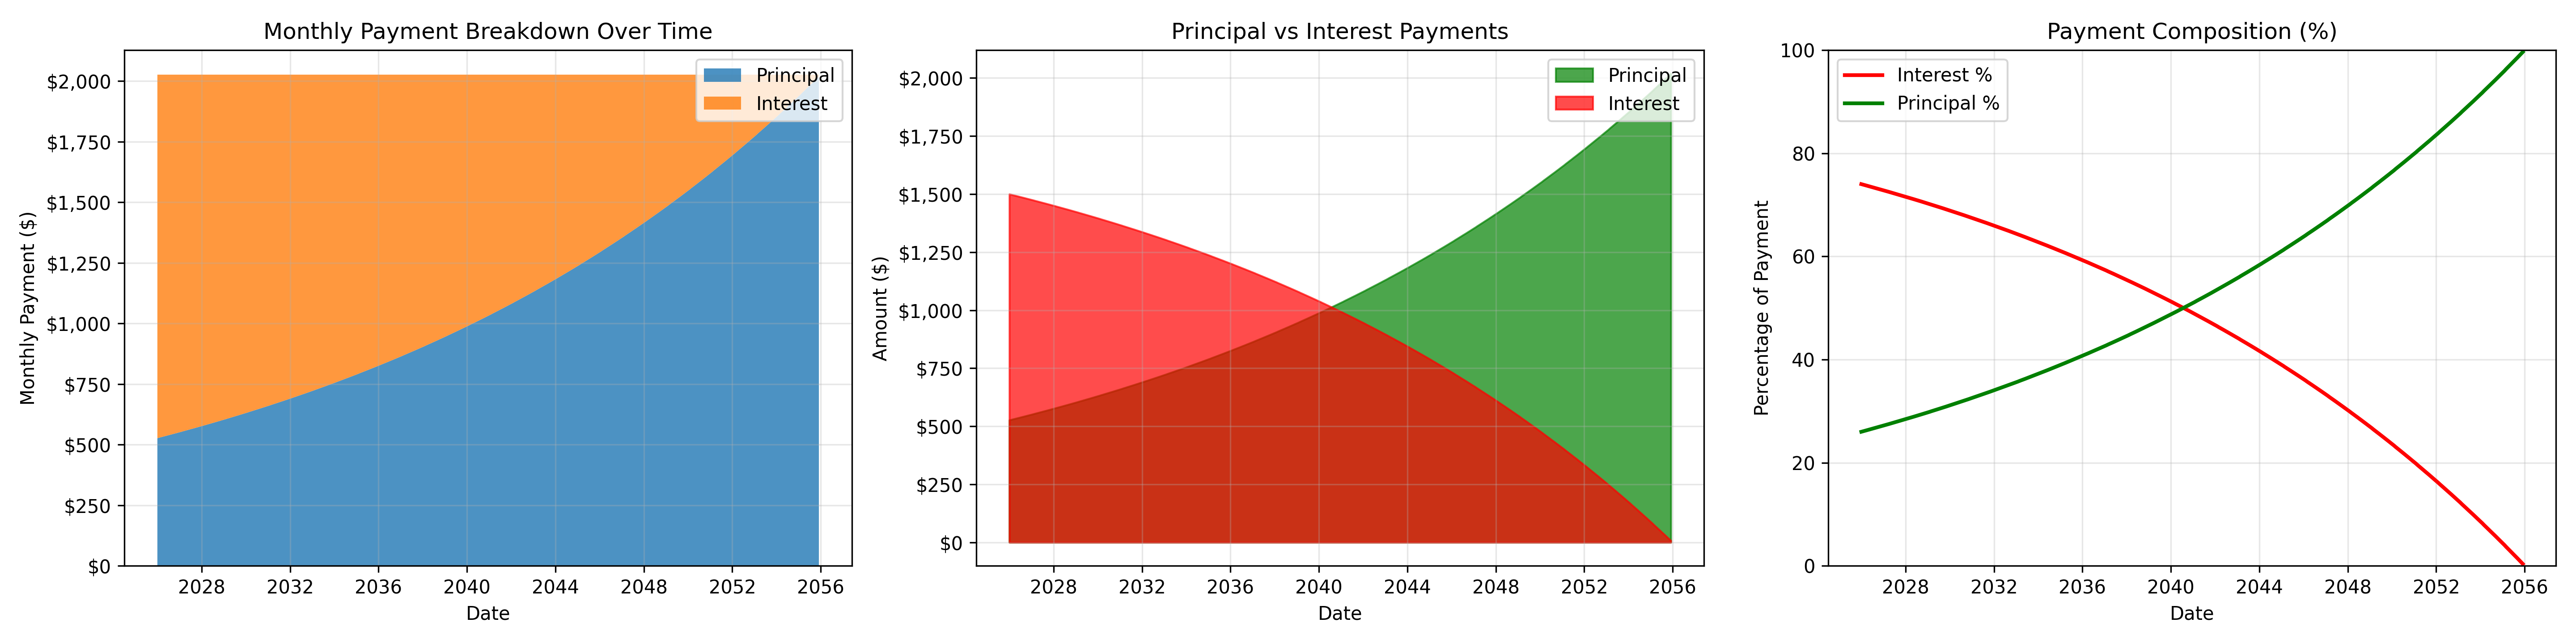 Monthly Payment Breakdown Over Time
Monthly Payment ($)
$2,000
$1,750
$1,500
$1,250
$1,000
$750
$500
$250
$0
Principal
Interest
2028 2032 2036 2040 2044 2048 2052 2056
Date
Principal vs Interest Payments
Amount ($)
$2,000
$1,750
$1,500
$1,250
$1,000
$750
$500
$250
$0
Principal
Interest
2028 2032 2036 2040 2044 2048 2052 2056
Date
Payment Composition (%)
Percentage of Payment
100
80
60
40
20
0
Interest %
Principal %
2028 2032 2036 2040 2044 2048 2052 2056
Date